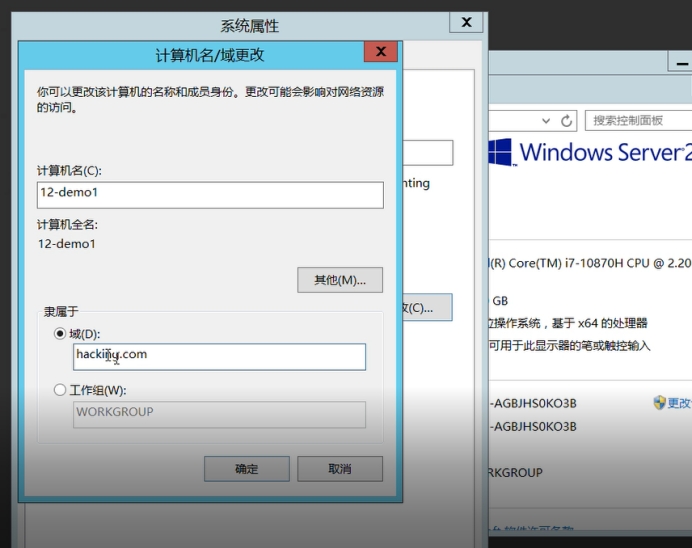 系统属性
计算机名/域更改
你可以更改该计算机的名称和成员身份。更改可能会影响对网络资源
的访问。
计算机名(C):
12-demo1
计算机全名:
12-demo1
其他(M)...
隶属于
域(D):
工作组(W):
WORKGROUP
确定
取消
nting
(C)...
搜索控制面板
Windows Server
(R) Core(TM) i7-10870H CPU @ 2.20
GB
位操作系统，基于 x64 的处理器
可用于此显示器的笔或触控输入
-AGBJHS0KO3B
更改
-AGBJHS0KO3B
RKGROUP